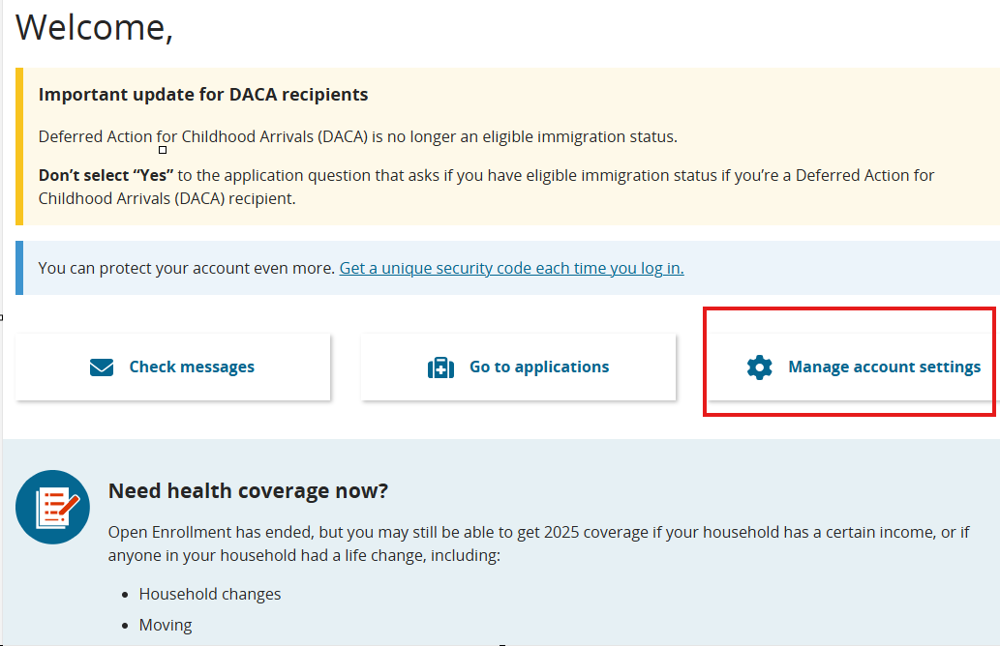 Welcome,
Important update for DACA recipients
Deferred Action for Childhood Arrivals (DACA) is no longer an eligible immigration status.
Don’t select “Yes” to the application question that asks if you have eligible immigration status if you’re a Deferred Action for
Childhood Arrivals (DACA) recipient.
You can protect your account even more. Get a unique security code each time you log in.
Check messages
Go to applications
Manage account settings
Need health coverage now?
Open Enrollment has ended, but you may still be able to get 2025 coverage if your household has a certain income, or if
anyone in your household had a life change, including:
• Household changes
• Moving